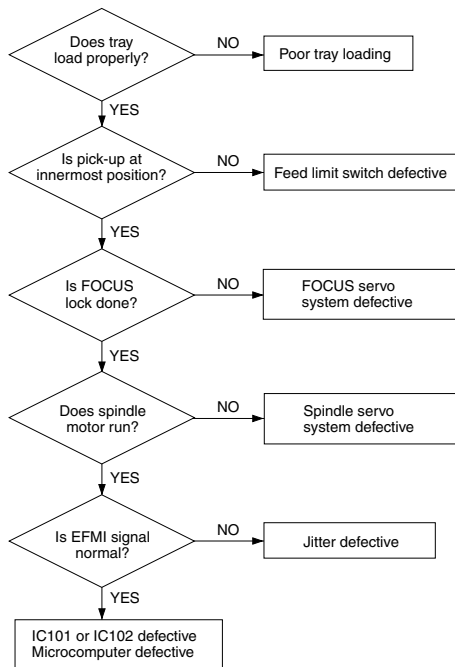 Does tray
load properly?
NO
Poor tray loading
YES
Is pick-up at
innermost position?
NO
Feed limit switch defective
YES
Is FOCUS
lock done?
NO
FOCUS servo
system defective
YES
Does spindle
motor run?
NO
Spindle servo
system defective
YES
Is EFMI signal
normal?
NO
Jitter defective
YES
IC101 or IC102 defective
Microcomputer defective